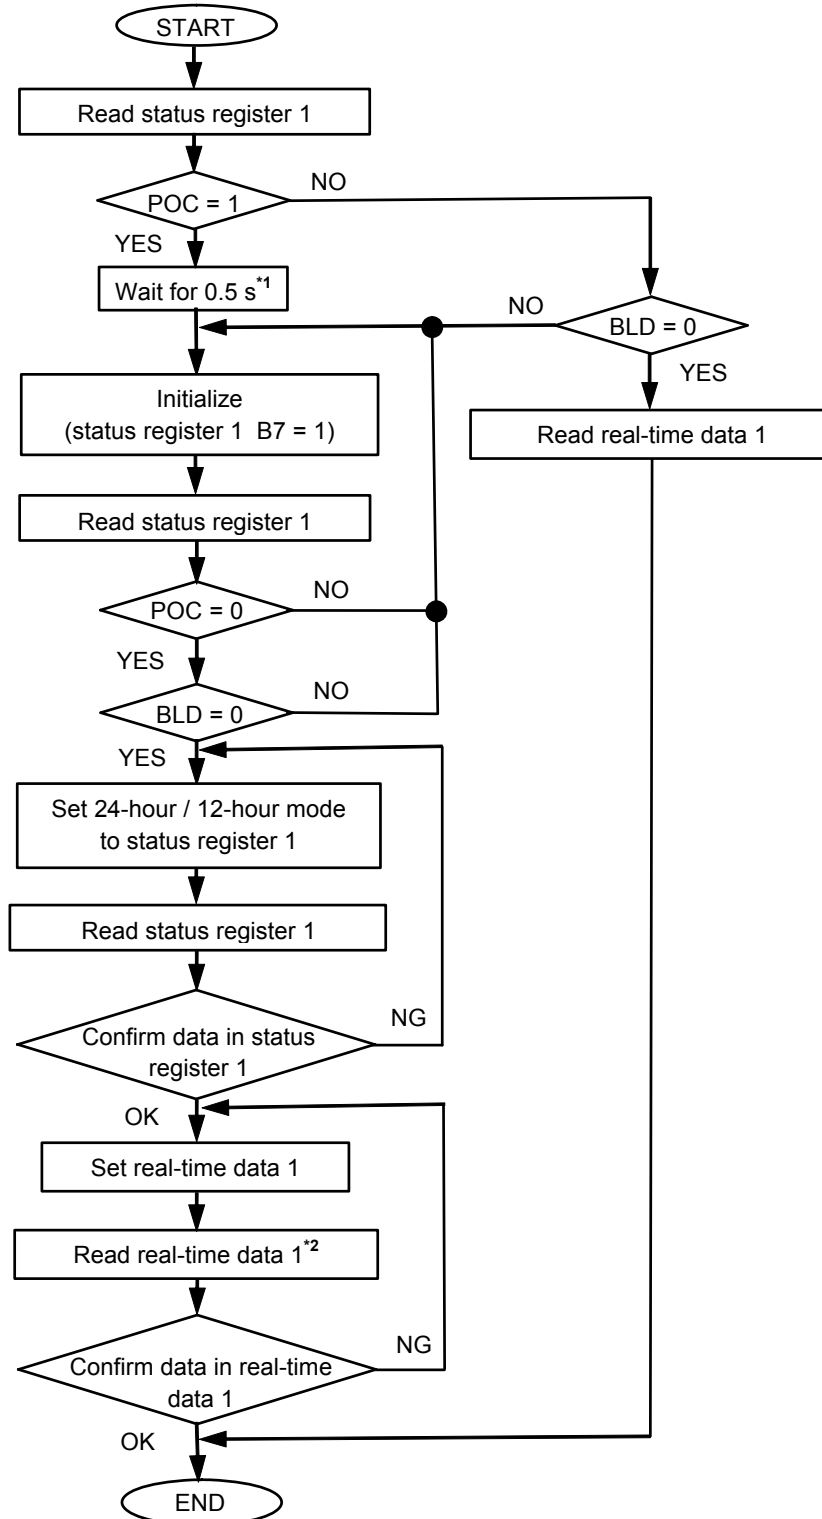 START
Read status register 1
POC = 1
NO
YES
Wait for 0.5 s*1
NO
BLD = 0
YES
Initialize
(status register 1  B7 = 1)
Read real-time data 1
Read status register 1
POC = 0
NO
YES
BLD = 0
NO
YES
Set 24-hour / 12-hour mode
to status register 1
Read status register 1
Confirm data in status
register 1
NG
OK
Set real-time data 1
Read real-time data 1*2
Confirm data in real-time
data 1
NG
OK
END